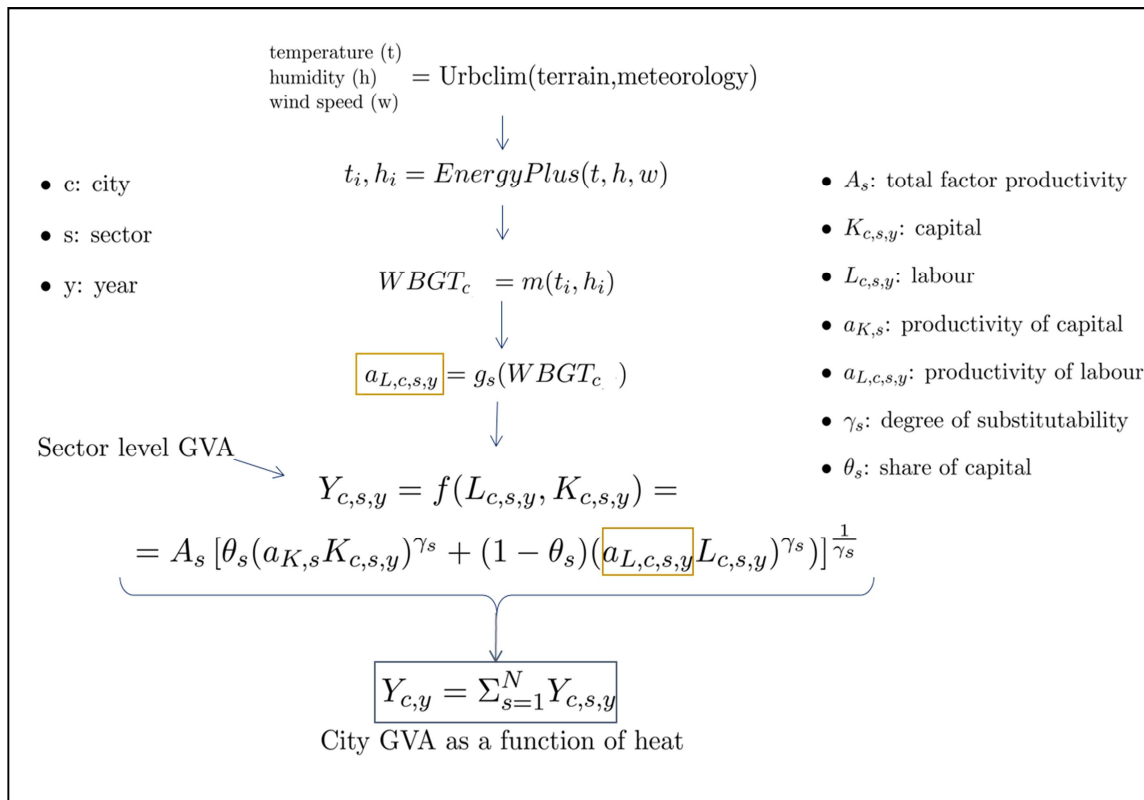 temperature (t)
humidity (h)
wind speed (w)
= Urbclim(terrain,meteorology)
t_i, h_i = EnergyPlus(t, h, w)
• c: city
• s: sector
• y: year
WBGT_c = m(t_i, h_i)
a_{L,c,s,y} = g_s(WBGT_c )
• A_s: total factor productivity
• K_{c,s,y}: capital
• L_{c,s,y}: labour
• a_{K,s}: productivity of capital
• a_{L,c,s,y}: productivity of labour
• γ_s: degree of substitutability
• θ_s: share of capital
Sector level GVA
Y_{c,s,y} = f(L_{c,s,y}, K_{c,s,y}) =
= A_s [θ_s(a_{K,s}K_{c,s,y})^{γ_s} + (1 − θ_s)(a_{L,c,s,y}L_{c,s,y})^{γ_s})]^{\frac{1}{γ_s}}
Y_{c,y} = Σ_{s=1}^{N} Y_{c,s,y}
City GVA as a function of heat